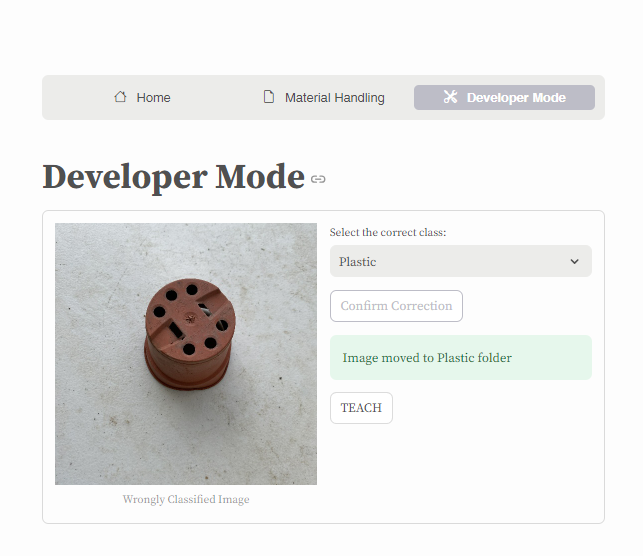 Home
Material Handling
Developer Mode
Developer Mode
Select the correct class:
Plastic
Confirm Correction
Image moved to Plastic folder
TEACH
Wrongly Classified Image